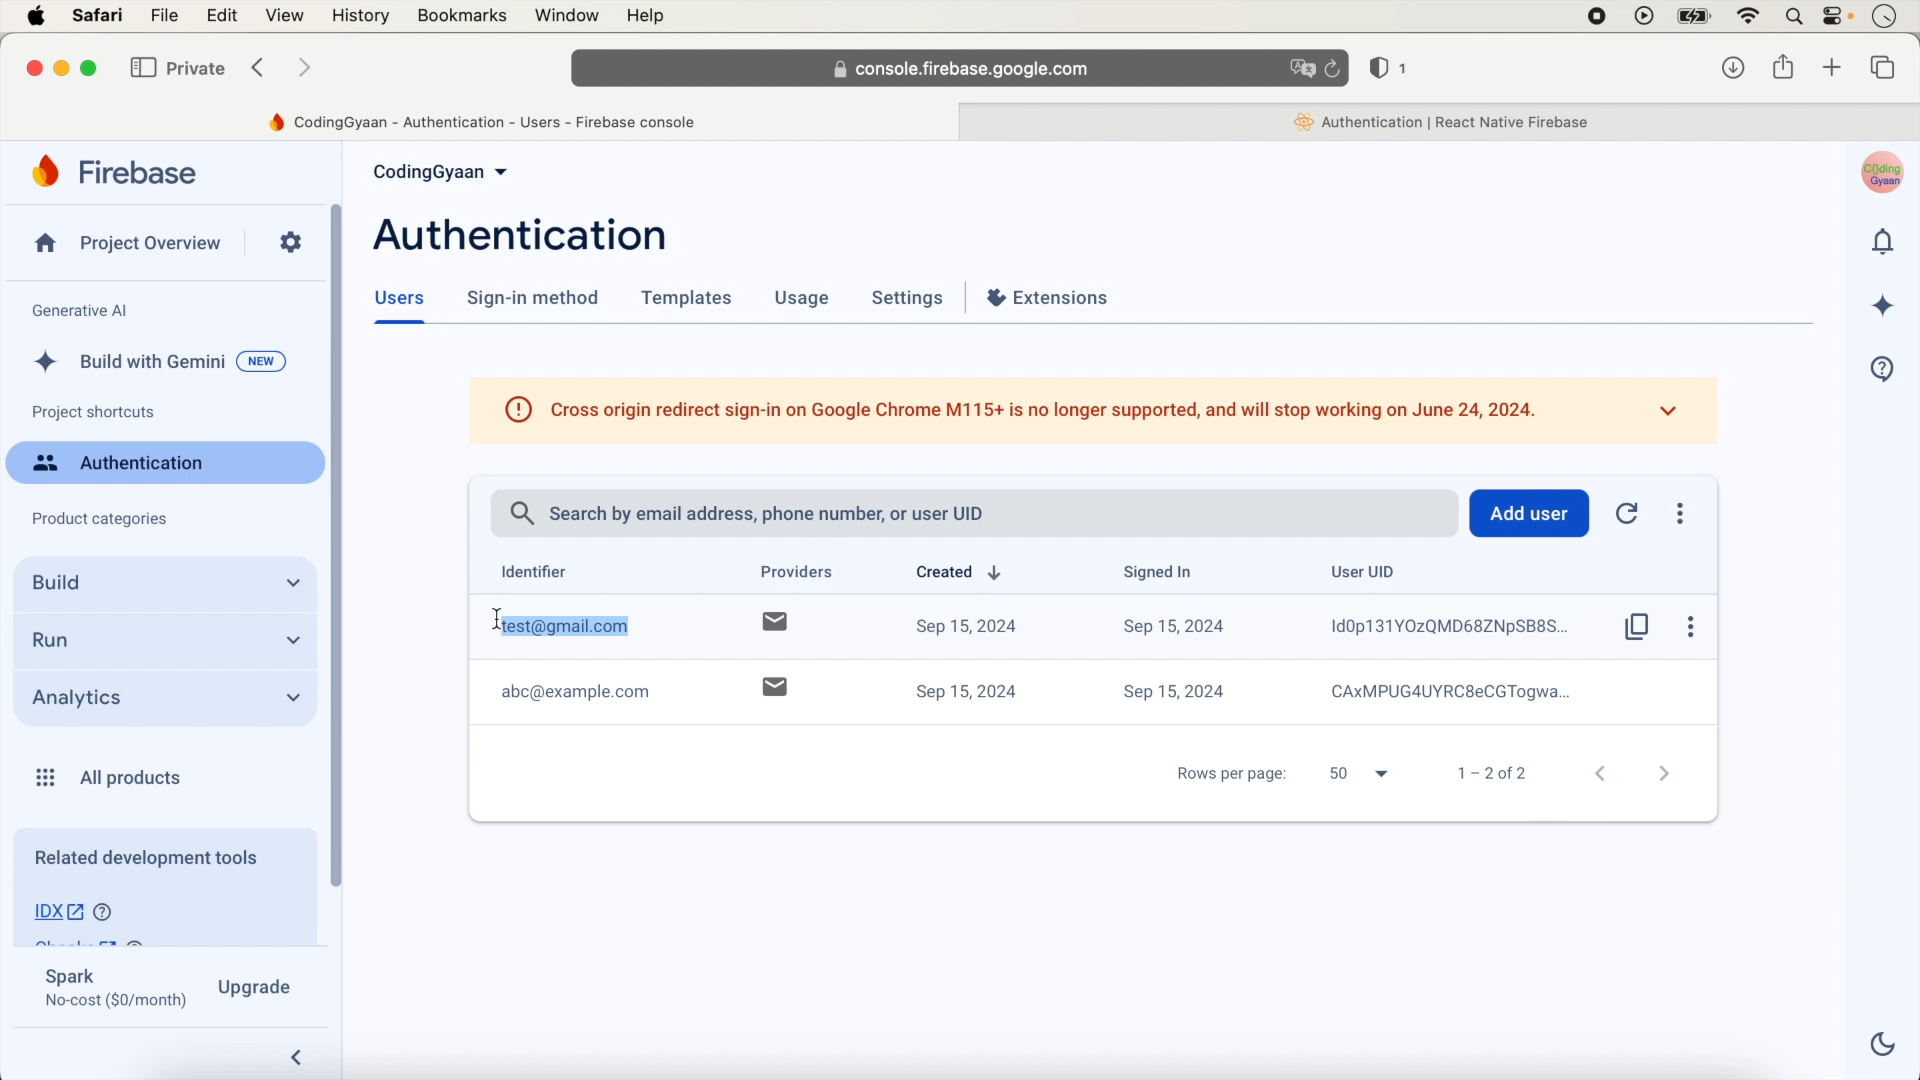 Safari File Edit View History Bookmarks Window Help
Private console.firebase.google.com 1
CodingGyaan - Authentication - Users - Firebase console
Authentication | React Native Firebase
Firebase
Project Overview
Generative AI
Build with Gemini NEW
Project shortcuts
Authentication
Product categories
Build
Run
Analytics
All products
Related development tools
IDX
Spark
No-cost ($0/month)
Upgrade
CodingGyaan
C{}ding
Gyaan
Authentication
Users Sign-in method Templates Usage Settings Extensions
Cross origin redirect sign-in on Google Chrome M115+ is no longer supported, and will stop working on June 24, 2024.
Search by email address, phone number, or user UID
Add user
Identifier Providers Created Signed In User UID
test@gmail.com Sep 15, 2024 Sep 15, 2024 Id0p131YOzQMD68ZNpSB8S...
abc@example.com Sep 15, 2024 Sep 15, 2024 CAxMPUG4UYRC8eCGTogwa...
Rows per page: 50 1 – 2 of 2